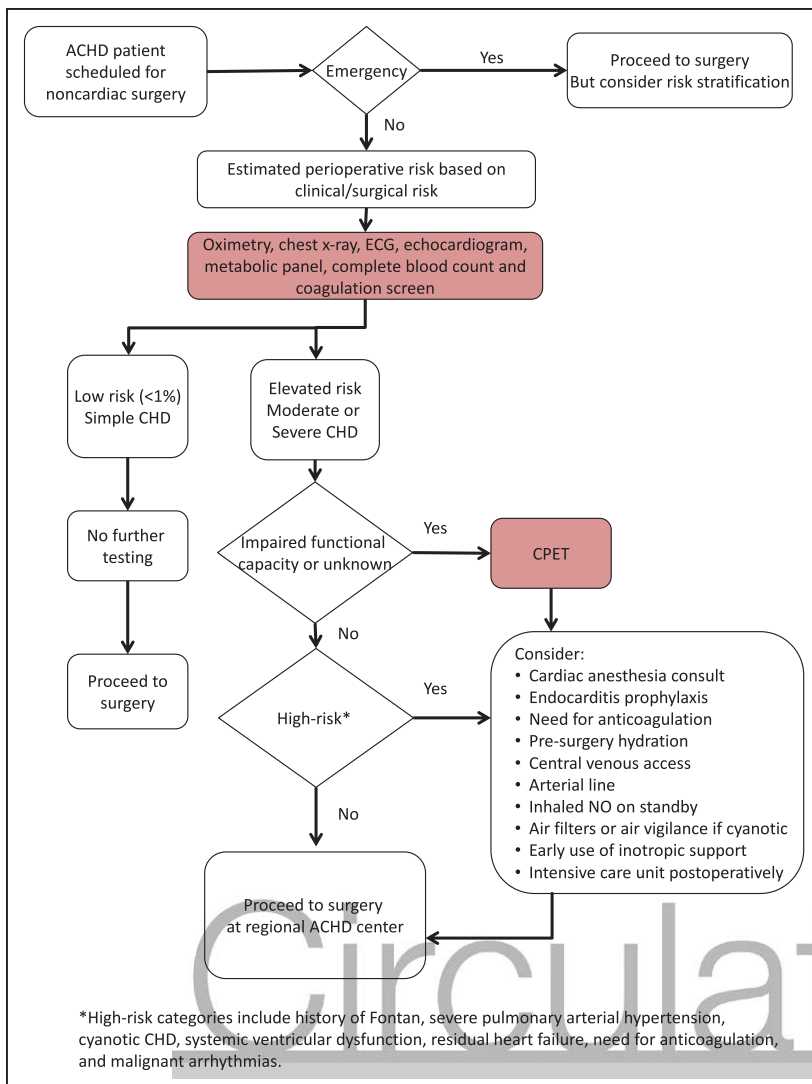 ACHD patient
scheduled for
noncardiac surgery
Emergency
Yes
Proceed to surgery
But consider risk stratification
No
Estimated perioperative risk based on
clinical/surgical risk
Oximetry, chest x-ray, ECG, echocardiogram,
metabolic panel, complete blood count and
coagulation screen
Low risk (<1%)
Simple CHD
Elevated risk
Moderate or
Severe CHD
No further
testing
Impaired functional
capacity or unknown
Yes
CPET
No
Proceed to
surgery
High-risk*
Yes
Consider:
• Cardiac anesthesia consult
• Endocarditis prophylaxis
• Need for anticoagulation
• Pre-surgery hydration
• Central venous access
• Arterial line
• Inhaled NO on standby
• Air filters or air vigilance if cyanotic
• Early use of inotropic support
• Intensive care unit postoperatively
No
Proceed to surgery
at regional ACHD center
Circulat
*High-risk categories include history of Fontan, severe pulmonary arterial hypertension,
cyanotic CHD, systemic ventricular dysfunction, residual heart failure, need for anticoagulation,
and malignant arrhythmias.